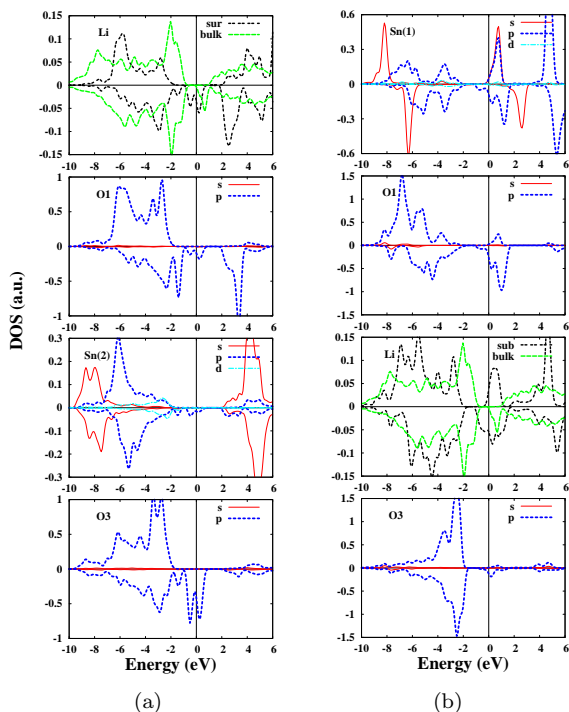 DOS (a.u.)
Li
sur
bulk
0.15
0.1
0.05
0
-0.05
-0.1
-0.15
-10 -8 -6 -4 -2 0 2 4 6
O1
s
p
1
0.5
0
-0.5
-1
-10 -8 -6 -4 -2 0 2 4 6
Sn(2)
s
p
d
0.3
0.2
0.1
0
-0.1
-0.2
-0.3
-10 -8 -6 -4 -2 0 2 4 6
O3
s
p
1
0.5
0
-0.5
-1
-10 -8 -6 -4 -2 0 2 4 6
Energy (eV)
(a)
Sn(1)
s
p
d
0.6
0.3
0
-0.3
-0.6
-10 -8 -6 -4 -2 0 2 4 6
O1
s
p
1.5
1
0.5
0
-0.5
-1
-1.5
-10 -8 -6 -4 -2 0 2 4 6
Li
sub
bulk
0.15
0.1
0.05
0
-0.05
-0.1
-0.15
-10 -8 -6 -4 -2 0 2 4 6
O3
s
p
1.5
1
0.5
0
-0.5
-1
-1.5
-10 -8 -6 -4 -2 0 2 4 6
Energy (eV)
(b)